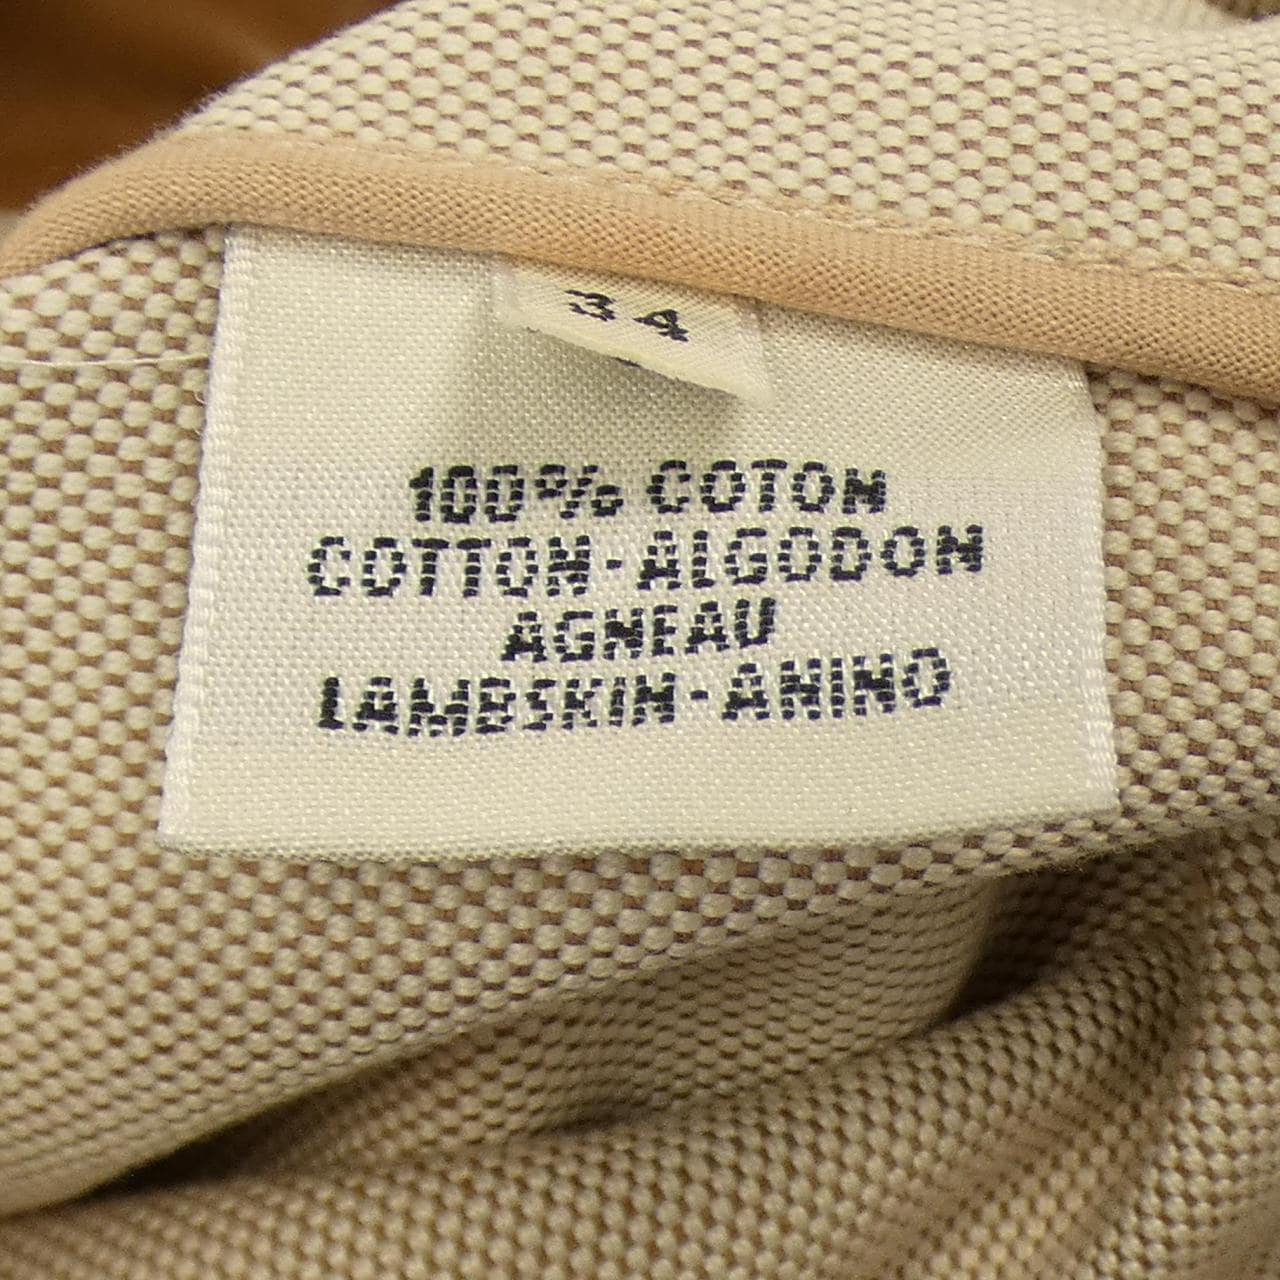 34
100% COTON
COTTON-ALGODON
AGNEAU
LAMBSKIN-ANINO